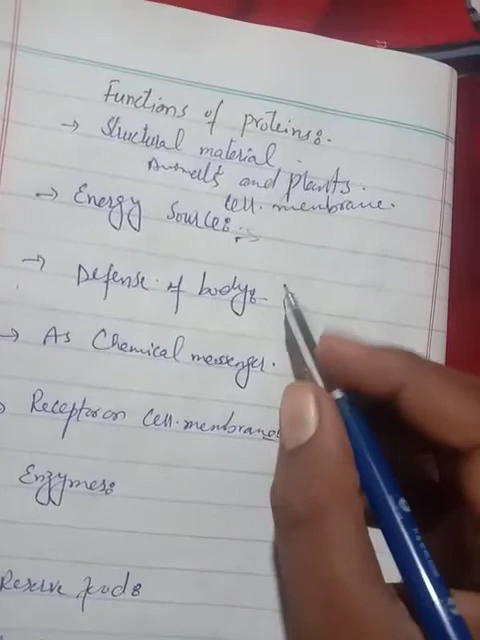 Functions of proteins:-
→ Structural material.
Animals and plants.
cell. membrane.
→ Energy Source:-
→ Defense of body:-
→ As Chemical messenger.
Receptor on cell.membrane:
Enzymes:
Reserve food: